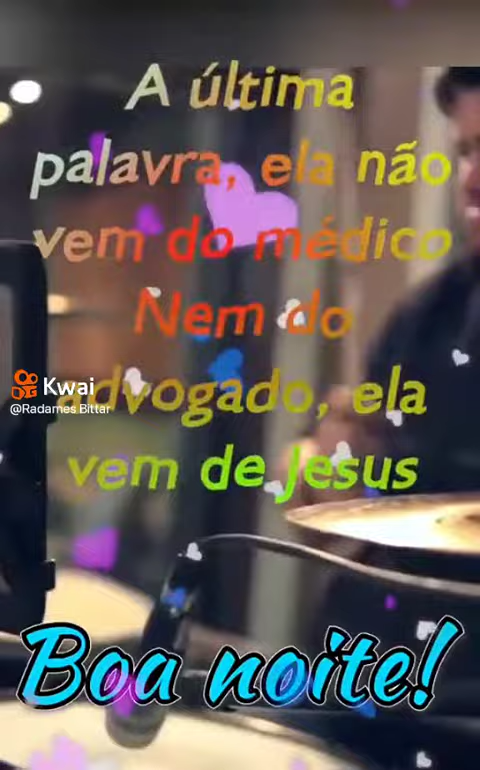 A última
palavra, ela não
vem do médico
Nem do
advogado, ela
vem de Jesus
Kwai
@Radames Bittar
Boa noite!